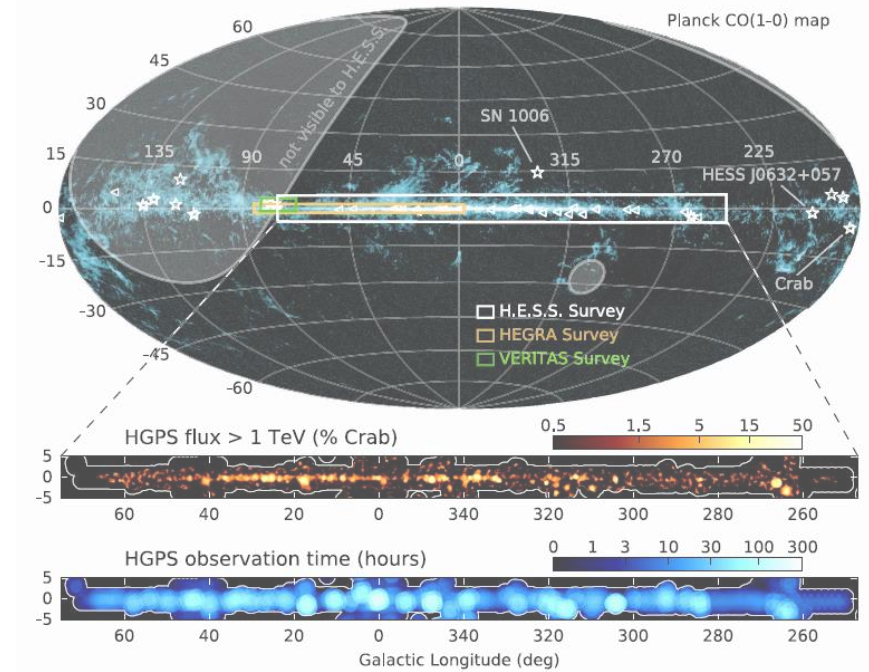 Planck CO(1-0) map
60
45
30
15
0
-15
-30
-45
-60
not visible to H.E.S.S.
SN 1006
135
90
45
0
315
270
225
HESS J0632+057
Crab
H.E.S.S. Survey
HEGRA Survey
VERITAS Survey
HGPS flux > 1 TeV (% Crab)
0.5 1.5 5 15 50
5
0
-5
60 40 20 0 340 320 300 280 260
HGPS observation time (hours)
0 1 3 10 30 100 300
5
0
-5
60 40 20 0 340 320 300 280 260
Galactic Longitude (deg)